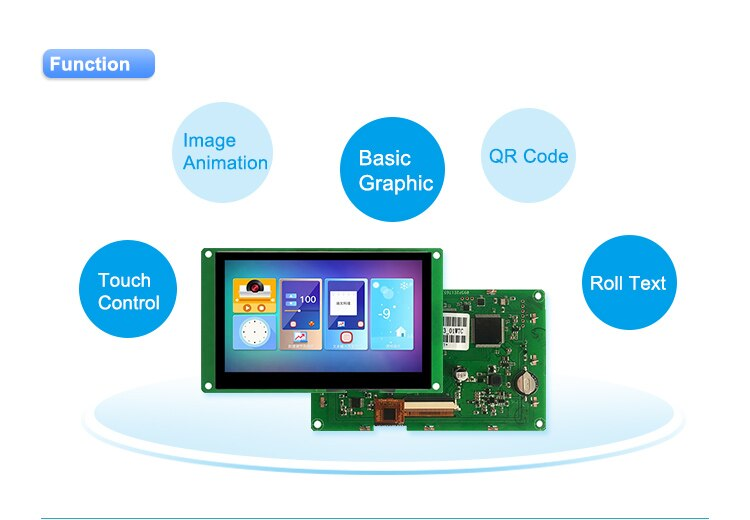 Function
Image
Animation
Basic
Graphic
QR Code
Touch
Control
Roll Text
100
-9